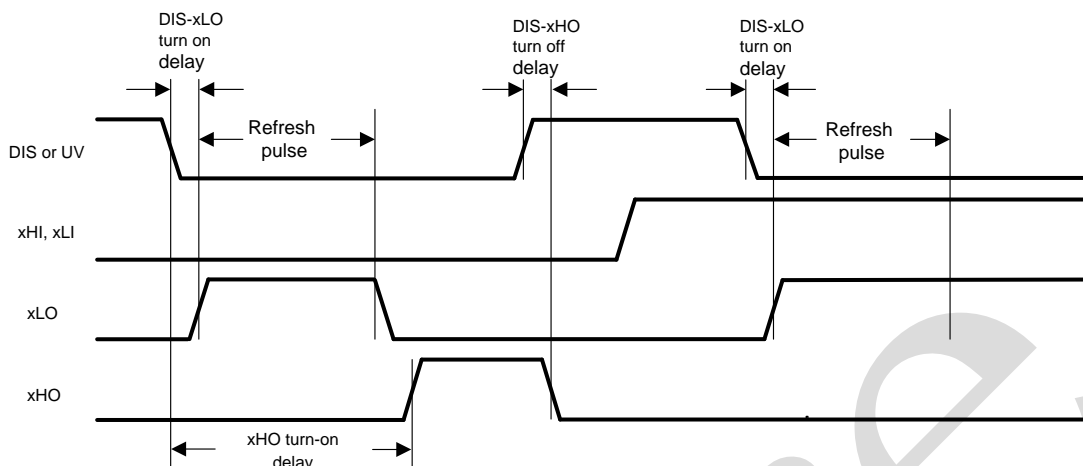 DIS-xLO
turn on
delay
DIS-xHO
turn off
delay
DIS-xLO
turn on
delay
DIS or UV
Refresh
pulse
Refresh
pulse
xHI, xLI
xLO
xHO
xHO turn-on
delay